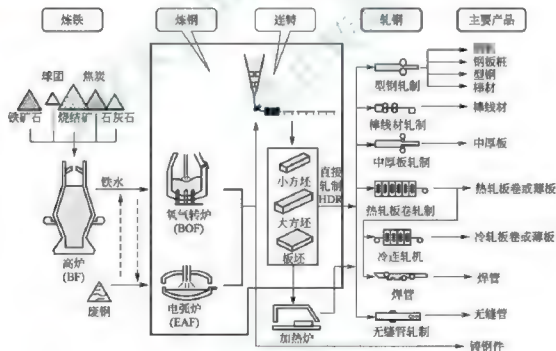 炼铁
炼钢
连铸
轧钢
主要产品
球团
焦炭
铁矿石
烧结矿
石灰石
铁水
高炉
(BF)
废钢
氧气转炉
(BOF)
电弧炉
(EAF)
小方坯
大方坯
板坯
直接
轧制
HDR
加热炉
型钢轧制
棒线材轧制
中厚板轧制
热轧板卷轧制
冷连轧机
焊管
无缝管轧制
钢板桩
型钢
棒材
棒线材
中厚板
热轧板卷或薄板
冷轧板卷或薄板
焊管
无缝管
铸钢件